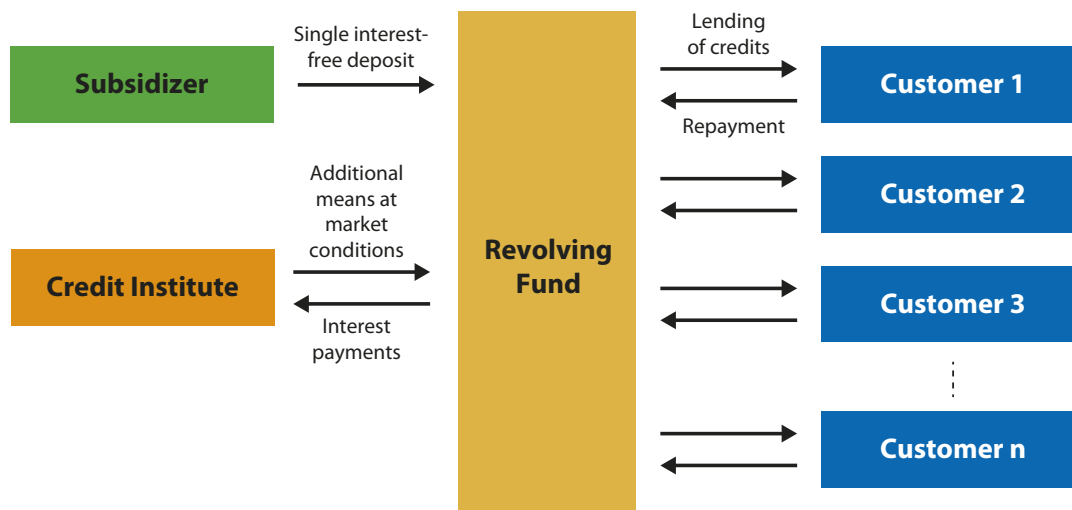 Subsidizer
Single interest-
free deposit
Lending
of credits
Customer 1
Repayment
Additional
means at
market
conditions
Customer 2
Credit Institute
Revolving
Fund
Customer 3
Interest
payments
Customer n